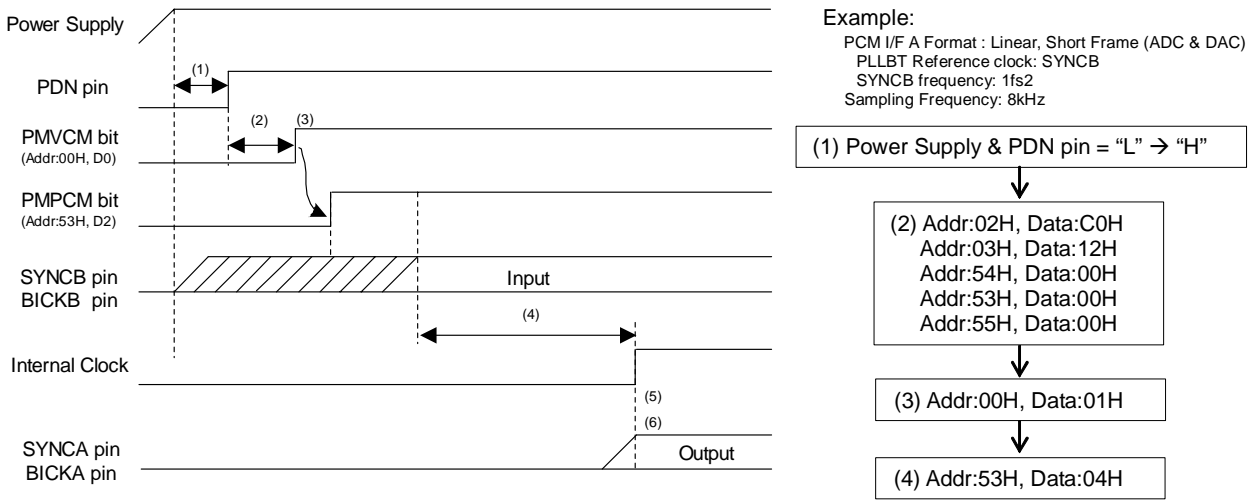 Power Supply
(1)
PDN pin
(2)
(3)
PMVCM bit
(Addr:00H, D0)
PMPCM bit
(Addr:53H, D2)
SYNCB pin
BICKB pin
Input
(4)
Internal Clock
(5)
(6)
SYNCA pin
BICKA pin
Output
Example:
PCM I/F A Format : Linear, Short Frame (ADC & DAC)
PLLBT Reference clock: SYNCB
SYNCB frequency: 1fs2
Sampling Frequency: 8kHz
(1) Power Supply & PDN pin = “L” → “H”
(2) Addr:02H, Data:C0H
Addr:03H, Data:12H
Addr:54H, Data:00H
Addr:53H, Data:00H
Addr:55H, Data:00H
(3) Addr:00H, Data:01H
(4) Addr:53H, Data:04H